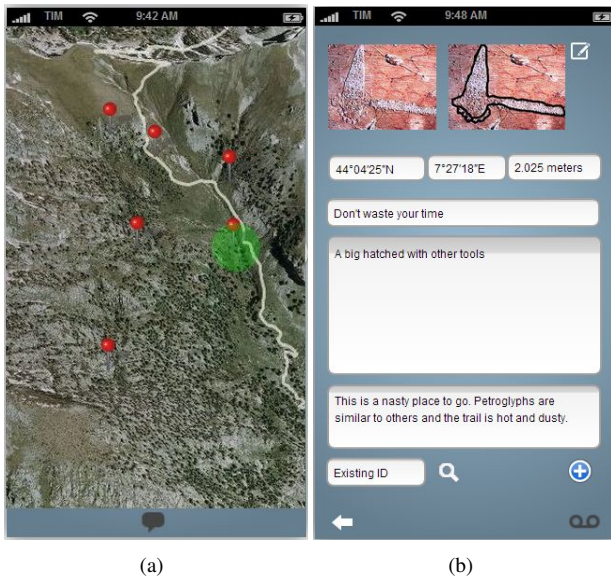 TIM 9:42 AM
TIM 9:48 AM
44°04'25"N 7°27'18"E 2.025 meters
Don't waste your time
A big hatched with other tools
This is a nasty place to go. Petroglyphs are
similar to others and the trail is hot and dusty.
Existing ID
(a) (b)